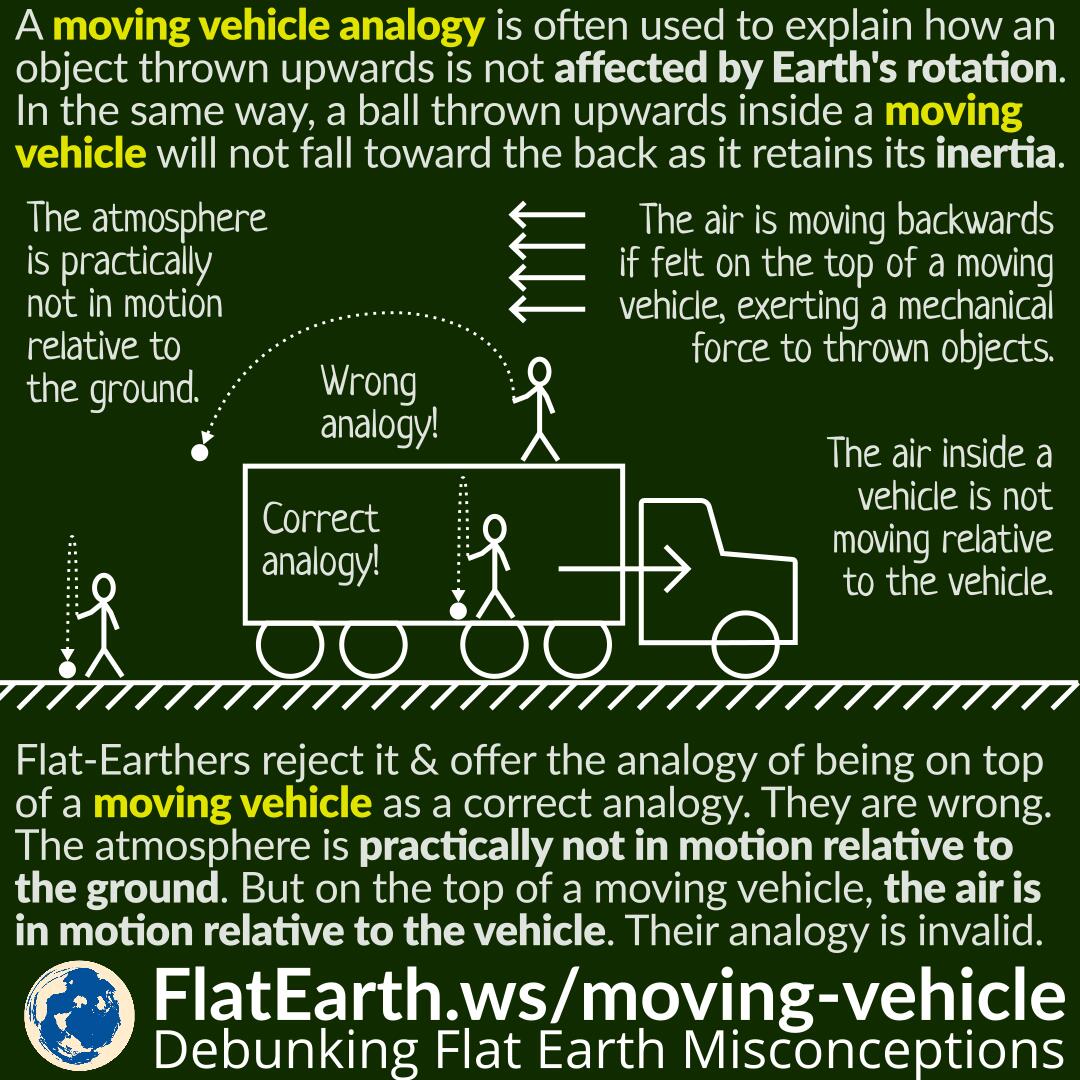 A moving vehicle analogy is often used to explain how an
object thrown upwards is not affected by Earth's rotation.
In the same way, a ball thrown upwards inside a moving
vehicle will not fall toward the back as it retains its inertia.
The atmosphere
is practically
not in motion
relative to
the ground.
The air is moving backwards
if felt on the top of a moving
vehicle, exerting a mechanical
force to thrown objects.
Wrong
analogy!
The air inside a
vehicle is not
moving relative
to the vehicle.
Correct
analogy!
Flat-Earthers reject it & offer the analogy of being on top
of a moving vehicle as a correct analogy. They are wrong.
The atmosphere is practically not in motion relative to
the ground. But on the top of a moving vehicle, the air is
in motion relative to the vehicle. Their analogy is invalid.
FlatEarth.ws/moving-vehicle
Debunking Flat Earth Misconceptions